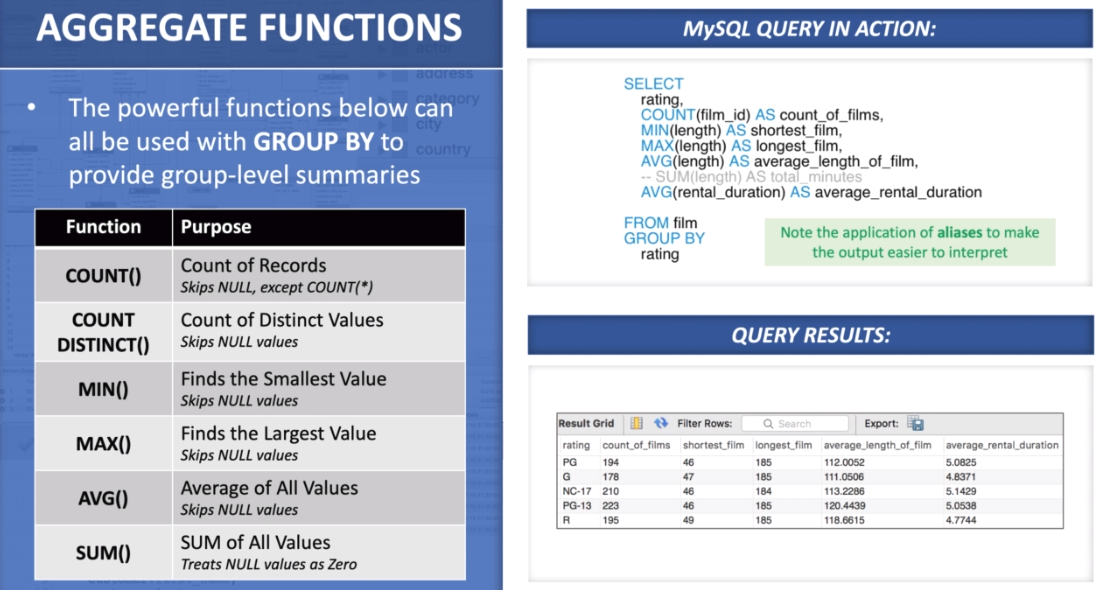 AGGREGATE FUNCTIONS
actor
address
category
city
country
• The powerful functions below can
all be used with GROUP BY to
provide group-level summaries
Function Purpose
COUNT() Count of Records
Skips NULL, except COUNT(*)
COUNT DISTINCT() Count of Distinct Values
Skips NULL values
MIN() Finds the Smallest Value
Skips NULL values
MAX() Finds the Largest Value
Skips NULL values
AVG() Average of All Values
Skips NULL values
SUM() SUM of All Values
Treats NULL values as Zero
MySQL QUERY IN ACTION:
SELECT
rating,
COUNT(film_id) AS count_of_films,
MIN(length) AS shortest_film,
MAX(length) AS longest_film,
AVG(length) AS average_length_of_film,
-- SUM(length) AS total_minutes
AVG(rental_duration) AS average_rental_duration
FROM film
GROUP BY
rating
Note the application of aliases to make
the output easier to interpret
QUERY RESULTS:
Result Grid Filter Rows: Search Export:
rating count_of_films shortest_film longest_film average_length_of_film average_rental_duration
PG 194 46 185 112.0052 5.0825
G 178 47 185 111.0506 4.8371
NC-17 210 46 184 113.2286 5.1429
PG-13 223 46 185 120.4439 5.0538
R 195 49 185 118.6615 4.7744